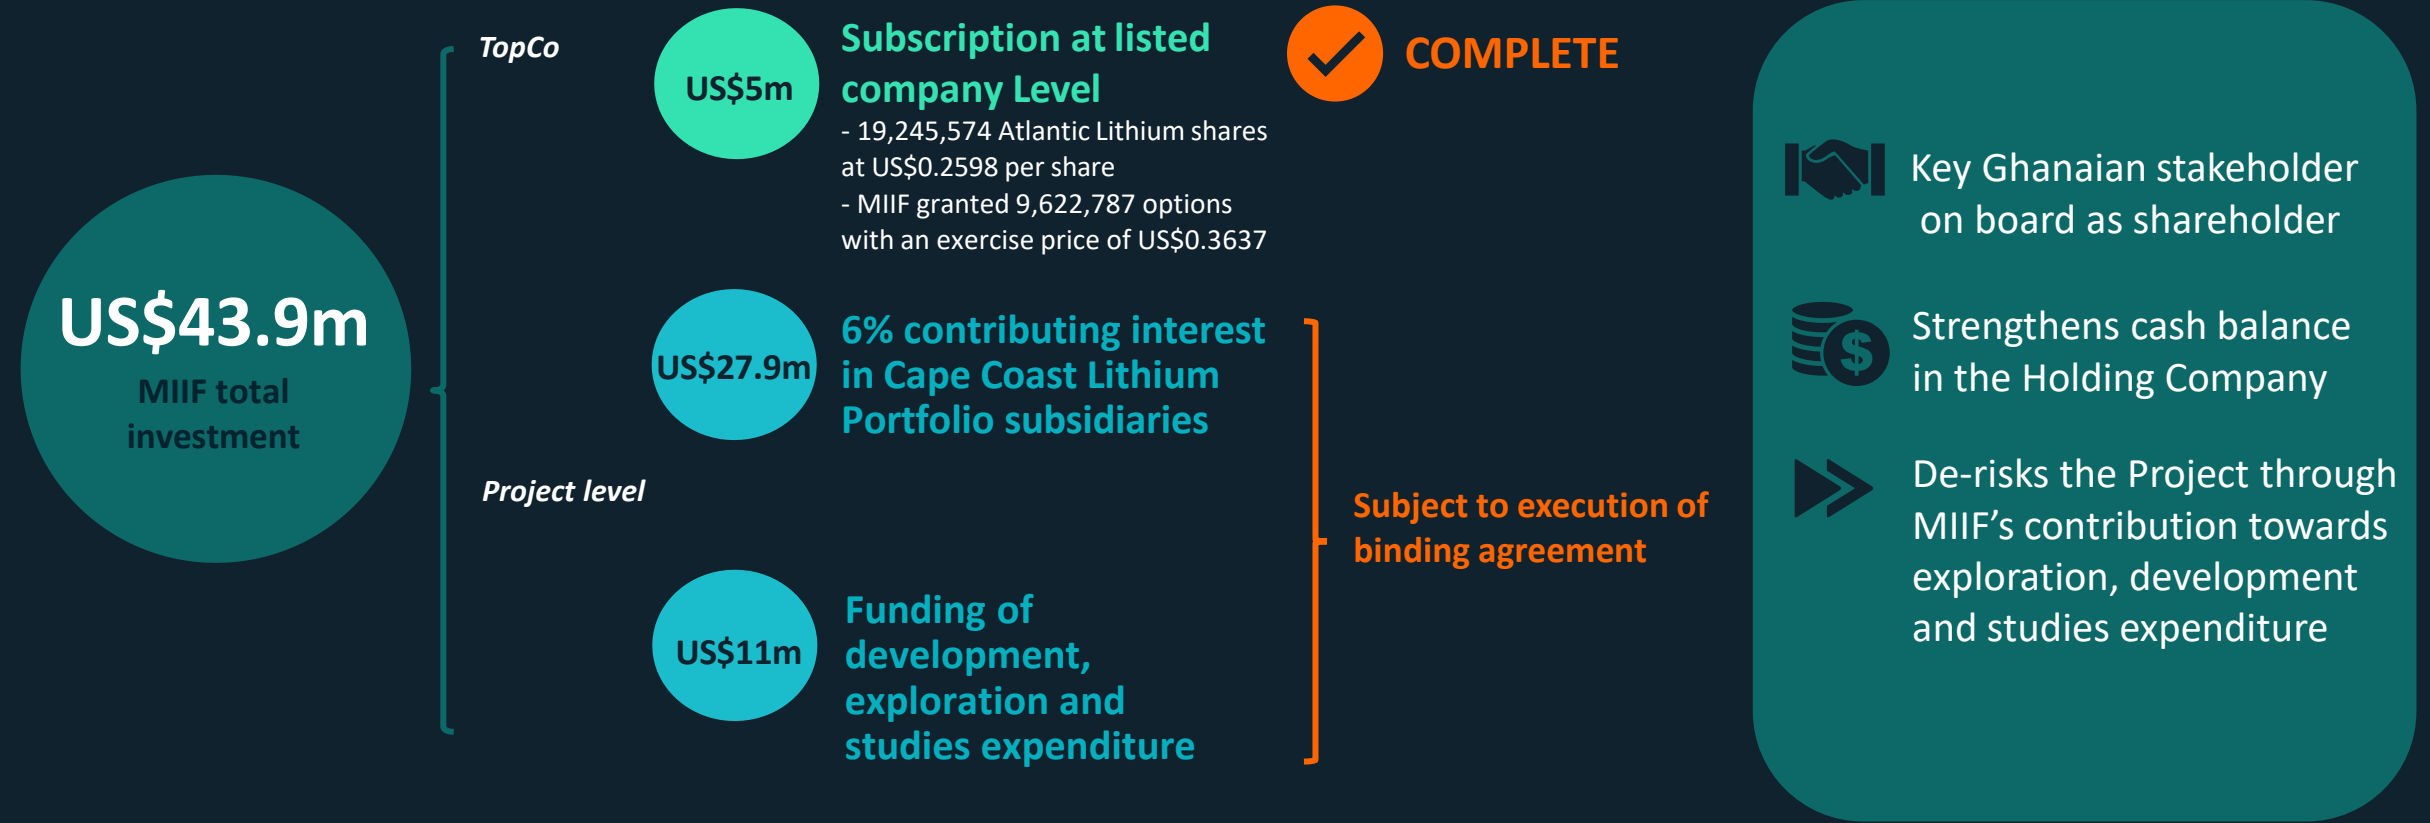 US$43.9m
MIIF total
investment
TopCo
US$5m
Subscription at listed
company Level
- 19,245,574 Atlantic Lithium shares
at US$0.2598 per share
- MIIF granted 9,622,787 options
with an exercise price of US$0.3637
COMPLETE
Project level
US$27.9m
6% contributing interest
in Cape Coast Lithium
Portfolio subsidiaries
US$11m
Funding of
development,
exploration and
studies expenditure
Subject to execution of
binding agreement
Key Ghanaian stakeholder
on board as shareholder
$
Strengthens cash balance
in the Holding Company
De-risks the Project through
MIIF’s contribution towards
exploration, development
and studies expenditure